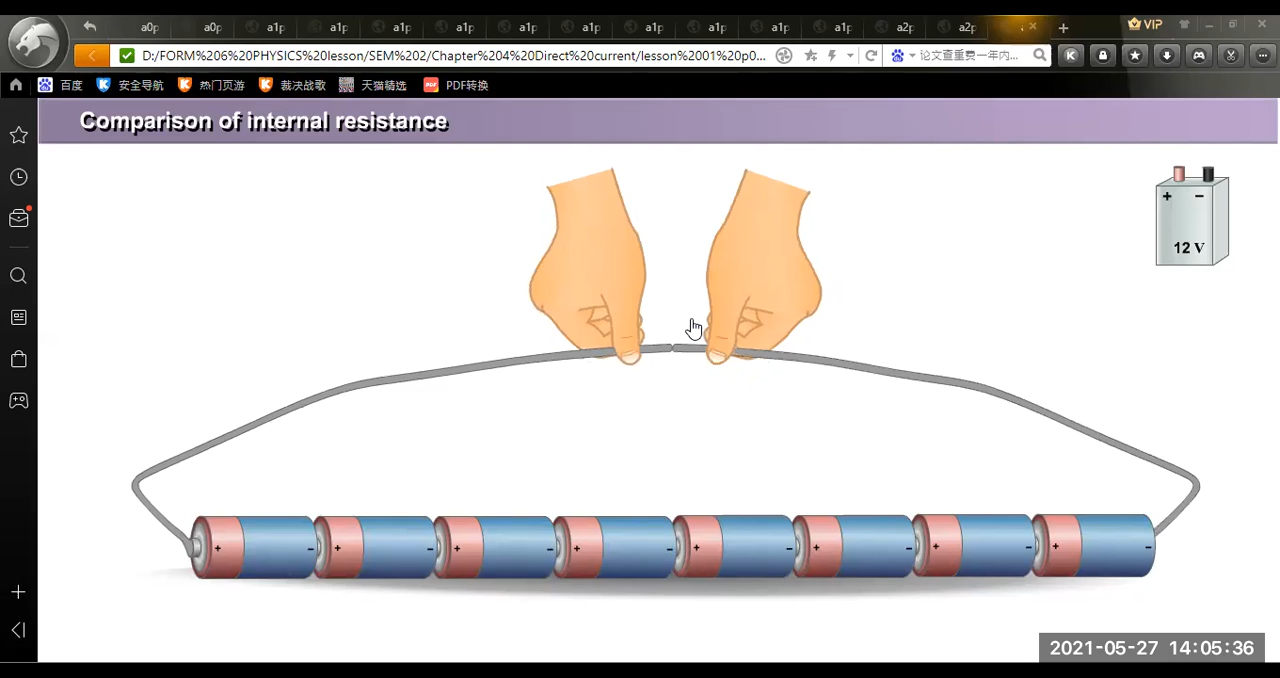 a0p a0p a1p a1p a1p a1p a1p a1p a1p a1p a1p a1p a2p a2p VIP
D:/FORM%206%20PHYSICS%20lesson/SEM%202/Chapter%204%20Direct%20current/lesson%2001%20p0... 论文查重费一年内...
百度 安全导航 热门页游 裁决战歌 天猫精选 PDF转换
Comparison of internal resistance
+ −
12 V
+ − + − + − + − + − + − + − + −
2021-05-27 14:05:36